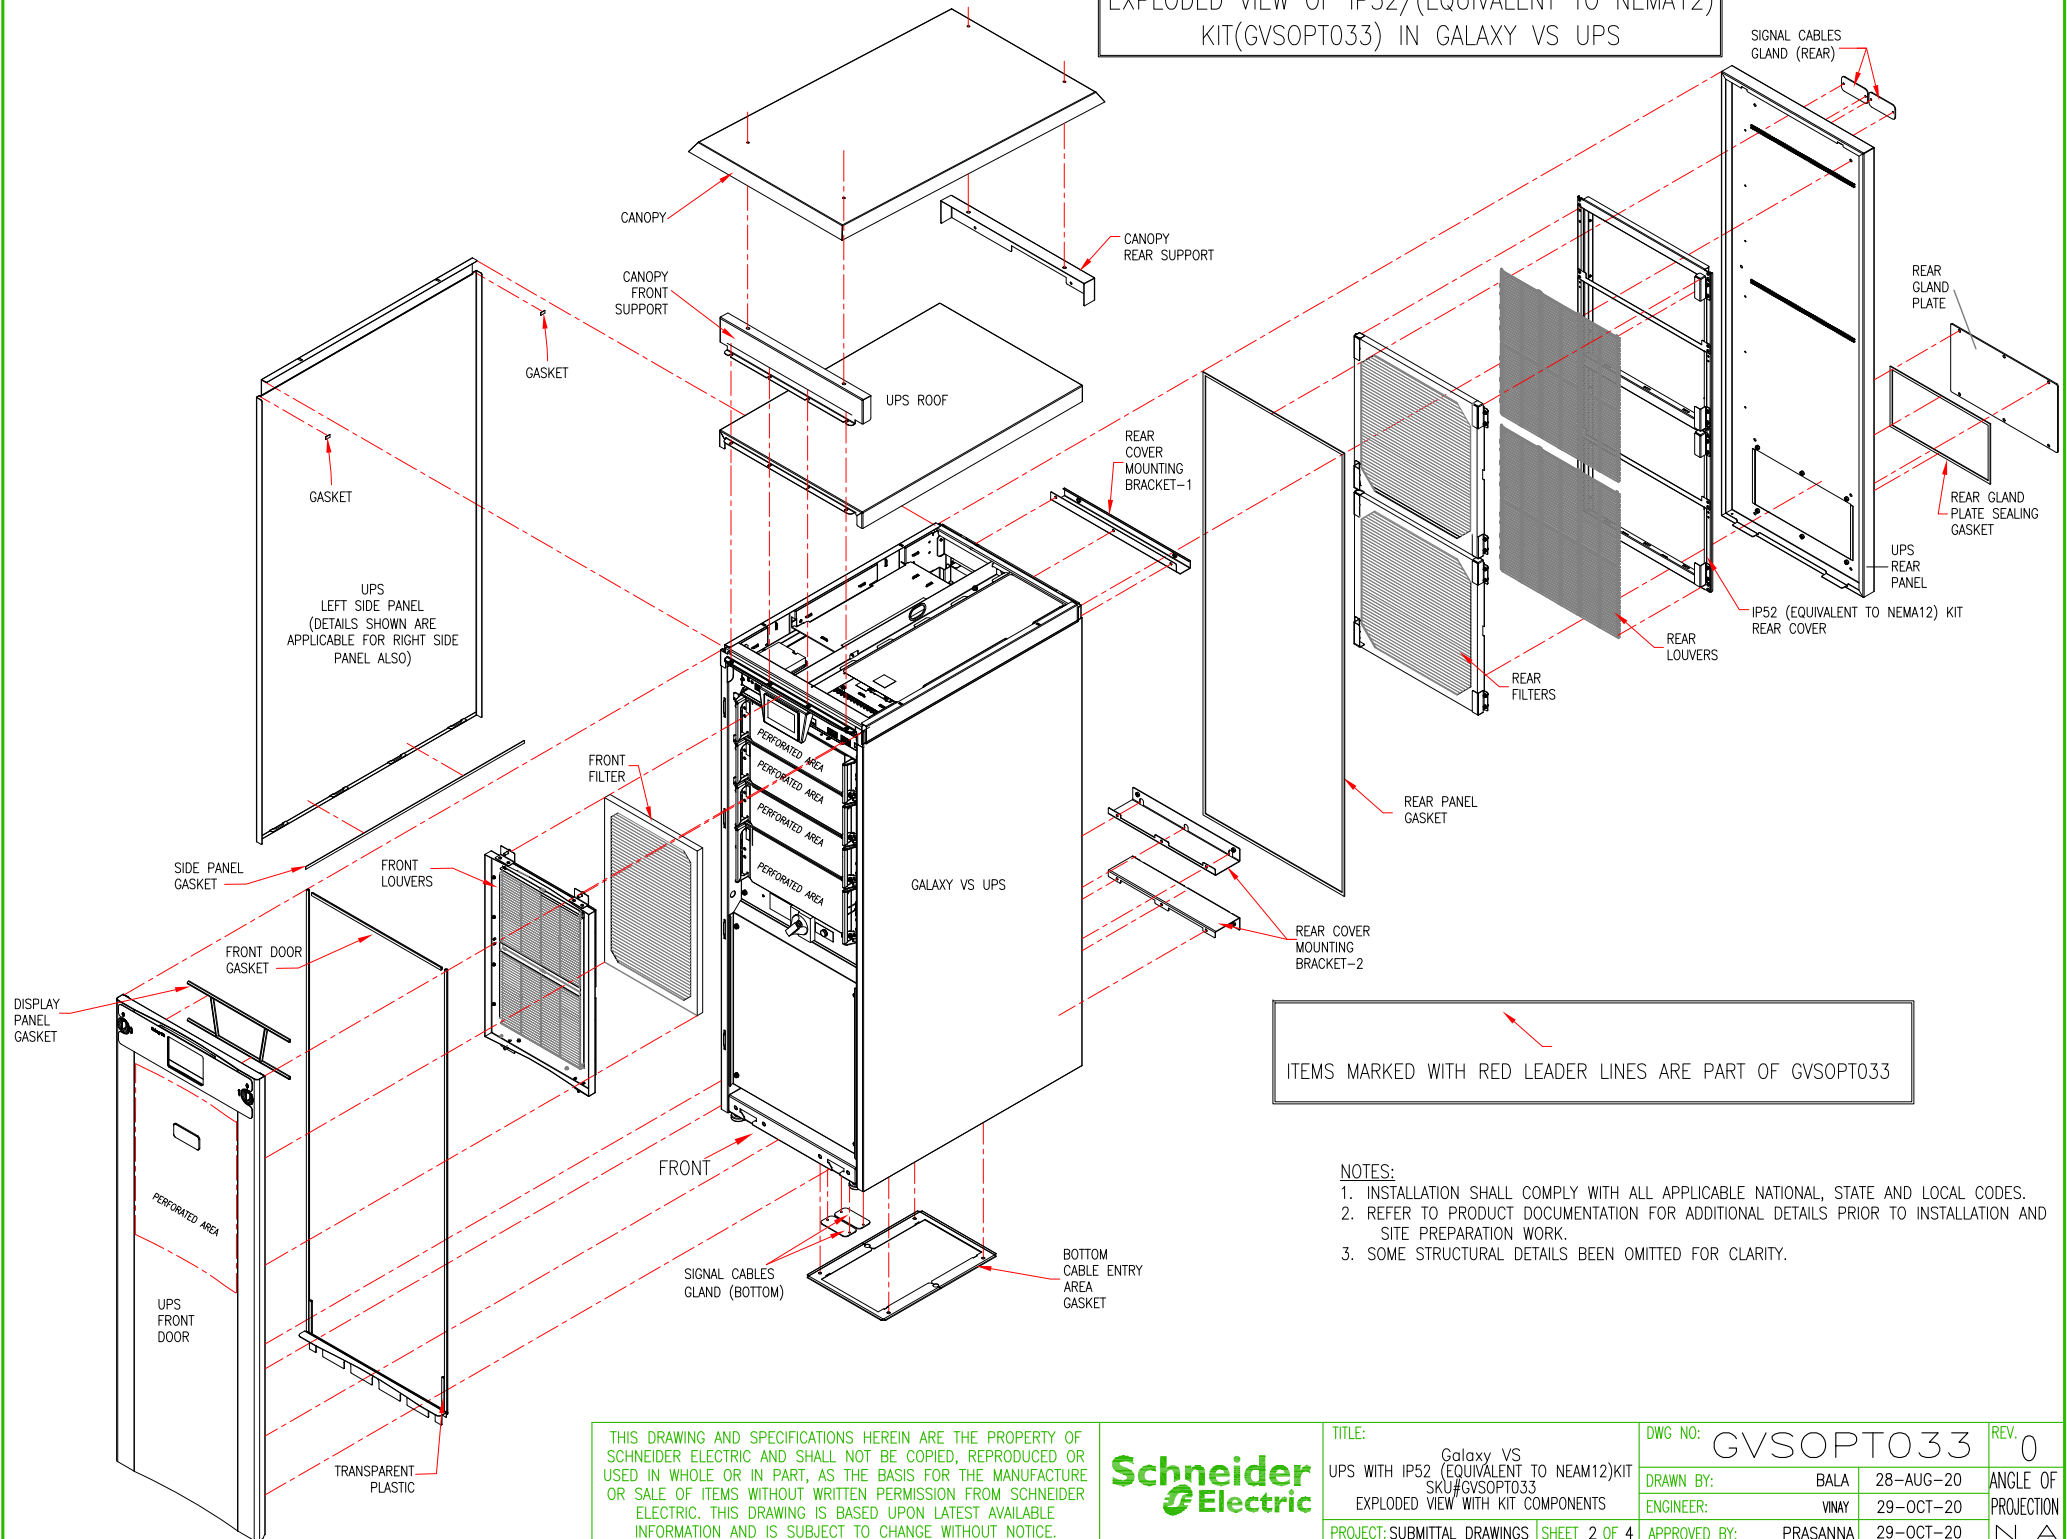 EXPLODED VIEW OF IP52/(EQUIVALENT TO NEMA12)
KIT(GVSOPT033) IN GALAXY VS UPS
SIGNAL CABLES
GLAND (REAR)
CANOPY
CANOPY
REAR SUPPORT
CANOPY
FRONT
SUPPORT
REAR
GLAND
PLATE
GASKET
GASKET
UPS ROOF
REAR
COVER
MOUNTING
BRACKET-1
REAR GLAND
PLATE SEALING
GASKET
UPS
REAR
PANEL
IP52 (EQUIVALENT TO NEMA12) KIT
REAR COVER
REAR
LOUVERS
REAR
FILTERS
UPS
LEFT SIDE PANEL
(DETAILS SHOWN ARE
APPLICABLE FOR RIGHT SIDE
PANEL ALSO)
FRONT
FILTER
PERFORATED AREA
PERFORATED AREA
PERFORATED AREA
PERFORATED AREA
REAR PANEL
GASKET
SIDE PANEL
GASKET
FRONT
LOUVERS
GALAXY VS UPS
REAR COVER
MOUNTING
BRACKET-2
FRONT DOOR
GASKET
DISPLAY
PANEL
GASKET
ITEMS MARKED WITH RED LEADER LINES ARE PART OF GVSOPT033
FRONT
PERFORATED AREA
SIGNAL CABLES
GLAND (BOTTOM)
BOTTOM
CABLE ENTRY
AREA
GASKET
UPS
FRONT
DOOR
TRANSPARENT
PLASTIC
NOTES:
1. INSTALLATION SHALL COMPLY WITH ALL APPLICABLE NATIONAL, STATE AND LOCAL CODES.
2. REFER TO PRODUCT DOCUMENTATION FOR ADDITIONAL DETAILS PRIOR TO INSTALLATION AND
SITE PREPARATION WORK.
3. SOME STRUCTURAL DETAILS BEEN OMITTED FOR CLARITY.
THIS DRAWING AND SPECIFICATIONS HEREIN ARE THE PROPERTY OF
SCHNEIDER ELECTRIC AND SHALL NOT BE COPIED, REPRODUCED OR
USED IN WHOLE OR IN PART, AS THE BASIS FOR THE MANUFACTURE
OR SALE OF ITEMS WITHOUT WRITTEN PERMISSION FROM SCHNEIDER
ELECTRIC. THIS DRAWING IS BASED UPON LATEST AVAILABLE
INFORMATION AND IS SUBJECT TO CHANGE WITHOUT NOTICE.
Schneider
Electric
TITLE:
Galaxy VS
UPS WITH IP52 (EQUIVALENT TO NEAM12)KIT
SKU#GVSOPT033
EXPLODED VIEW WITH KIT COMPONENTS
PROJECT: SUBMITTAL DRAWINGS SHEET 2 OF 4
DWG NO: GVSOPT033
REV. 0
DRAWN BY: BALA 28-AUG-20
ENGINEER: VINAY 29-OCT-20
APPROVED BY: PRASANNA 29-OCT-20
ANGLE OF
PROJECTION
N A